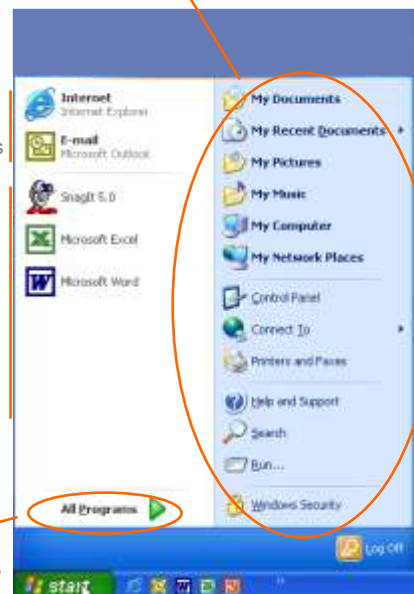 Internet
Internet Explorer
E-mail
Microsoft Outlook
SnagIt 5.0
Microsoft Excel
Microsoft Word
All Programs
My Documents
My Recent Documents
My Pictures
My Music
My Computer
My Network Places
Control Panel
Connect To
Printers and Faxes
Help and Support
Search
Run...
Windows Security
Log Off
start
s